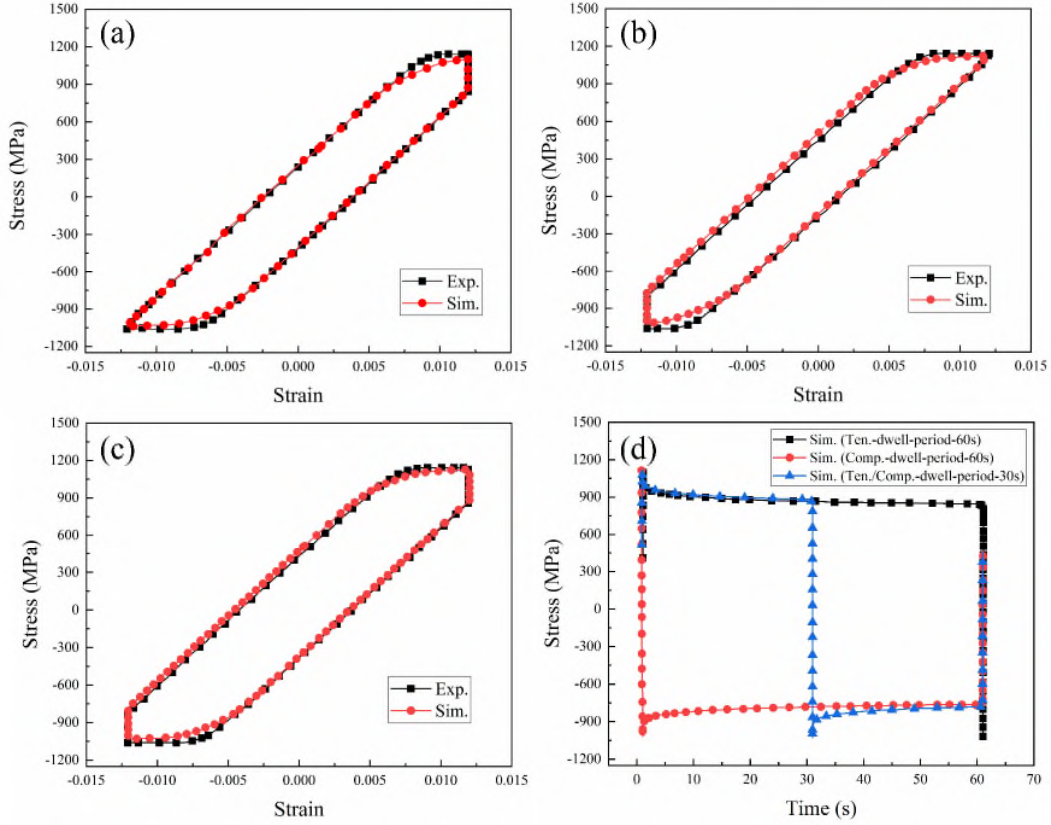 (a)
1500
1200
900
600
300
0
-300
-600
-900
-1200
Stress (MPa)
Exp.
Sim.
-0.015 -0.010 -0.005 0.000 0.005 0.010 0.015
Strain
(b)
1500
1200
900
600
300
0
-300
-600
-900
-1200
Stress (MPa)
Exp.
Sim.
-0.015 -0.010 -0.005 0.000 0.005 0.010 0.015
Strain
(c)
1500
1200
900
600
300
0
-300
-600
-900
-1200
Stress (MPa)
Exp.
Sim.
-0.015 -0.010 -0.005 0.000 0.005 0.010 0.015
Strain
(d)
1500
1200
900
600
300
0
-300
-600
-900
-1200
Stress (MPa)
Sim. (Ten.-dwell-period-60s)
Sim. (Comp.-dwell-period-60s)
Sim. (Ten./Comp.-dwell-period-30s)
0 10 20 30 40 50 60 70
Time (s)